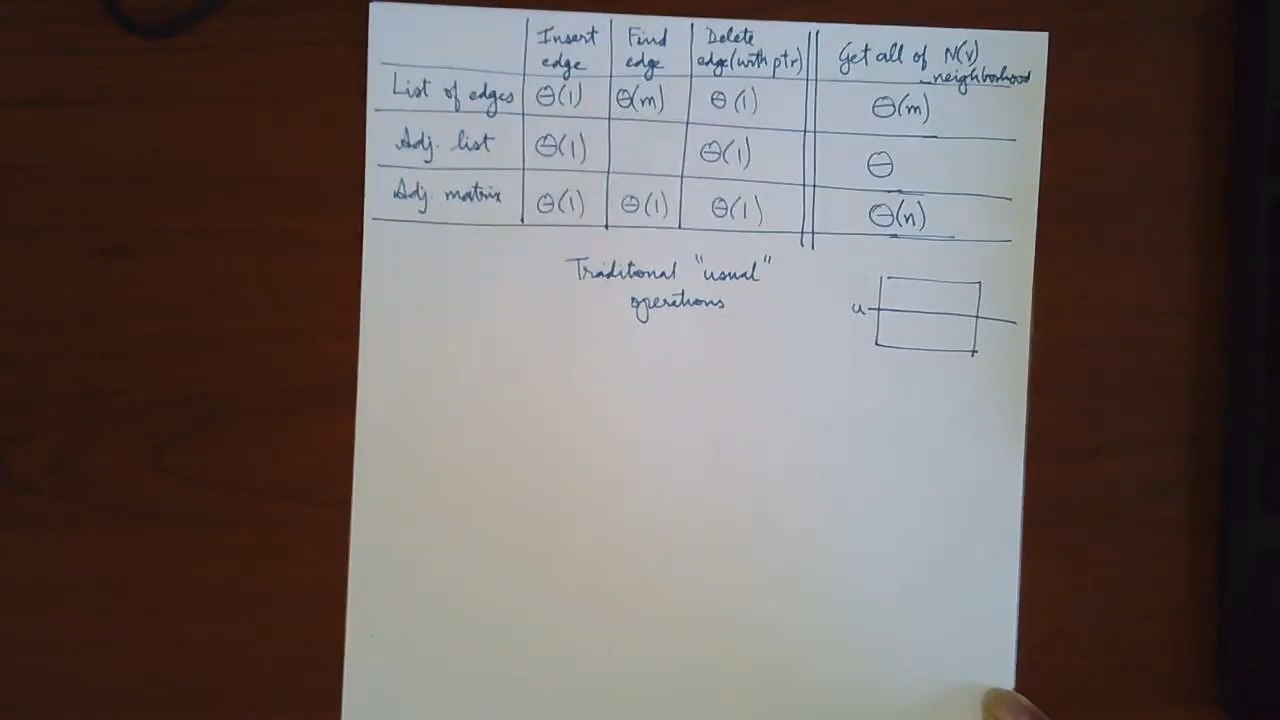 Insert edge | Find edge | Delete edge (with ptr) | Get all of N(v) neighborhood
List of edges | Θ(1) | Θ(m) | Θ(1) | Θ(m)
Adj. list | Θ(1) | | Θ(1) | Θ
Adj. matrix | Θ(1) | Θ(1) | Θ(1) | Θ(n)
Traditional "usual"
operations
u